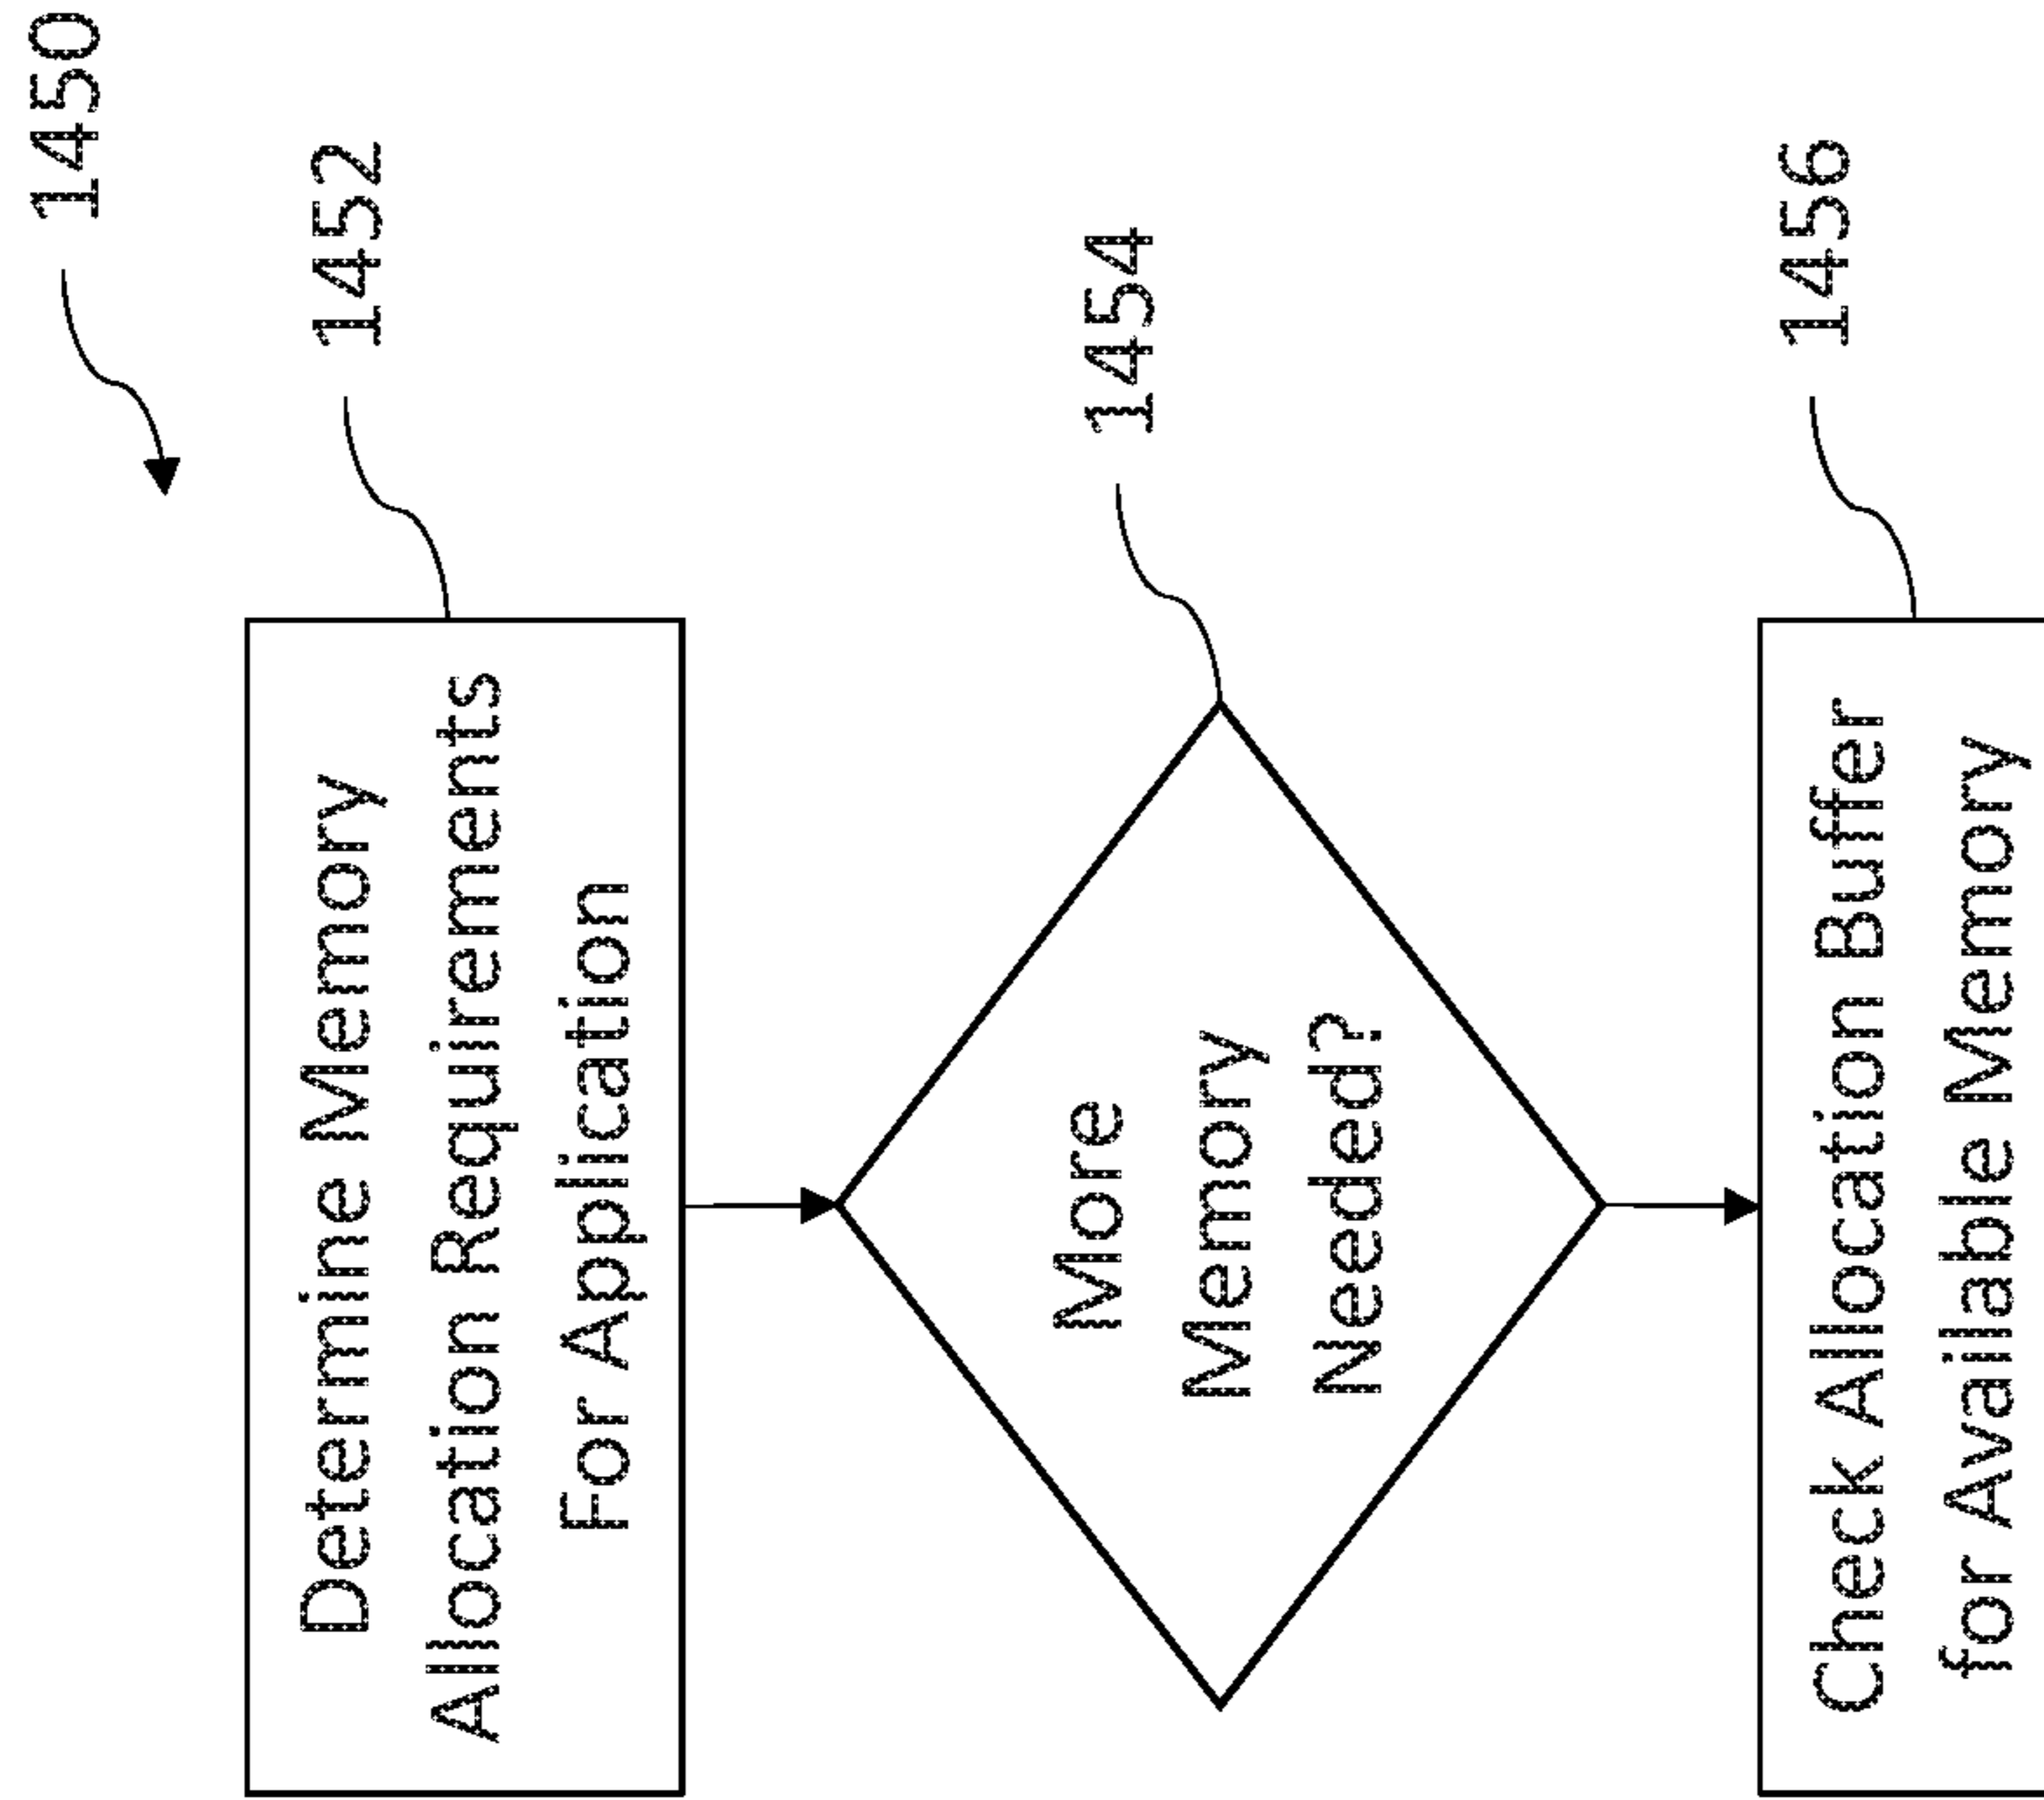 1450
Determine Memory
Allocation Requirements
For Application
1452
More
Memory
Needed?
1454
Check Allocation Buffer
for Available Memory
1456